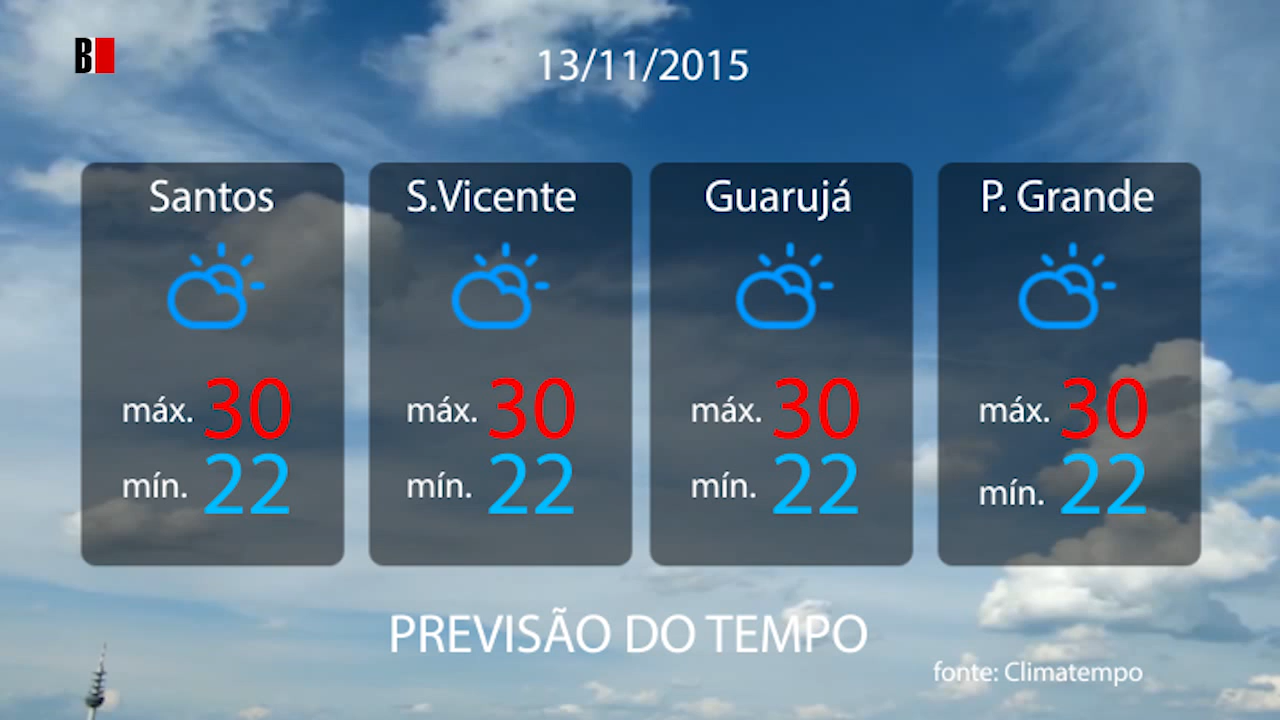 B
13/11/2015
Santos
máx. 30
mín. 22
S.Vicente
máx. 30
mín. 22
Guarujá
máx. 30
mín. 22
P. Grande
máx. 30
mín. 22
PREVISÃO DO TEMPO
fonte: Climatempo